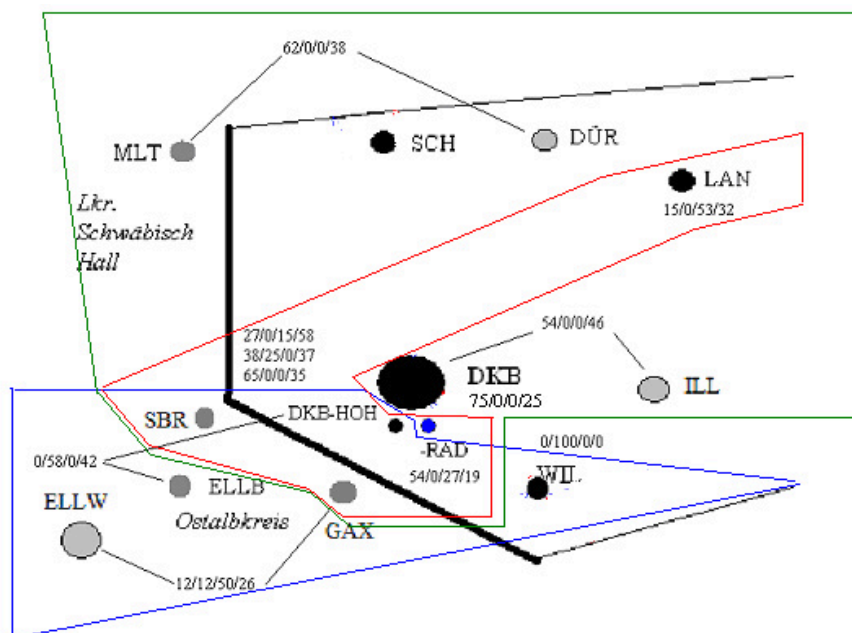 62/0/0/38
MLT
SCH
DÜR
LAN
15/0/53/32
Lkr.
Schwäbisch
Hall
27/0/15/58
38/25/0/37
65/0/0/35
54/0/0/46
DKB
75/0/0/25
ILL
SBR
DKB-HOH
-RAD
54/0/27/19
0/100/0/0
WIL
0/58/0/42
ELLB
ELLW
Ostalbkreis
GAX
12/12/50/26